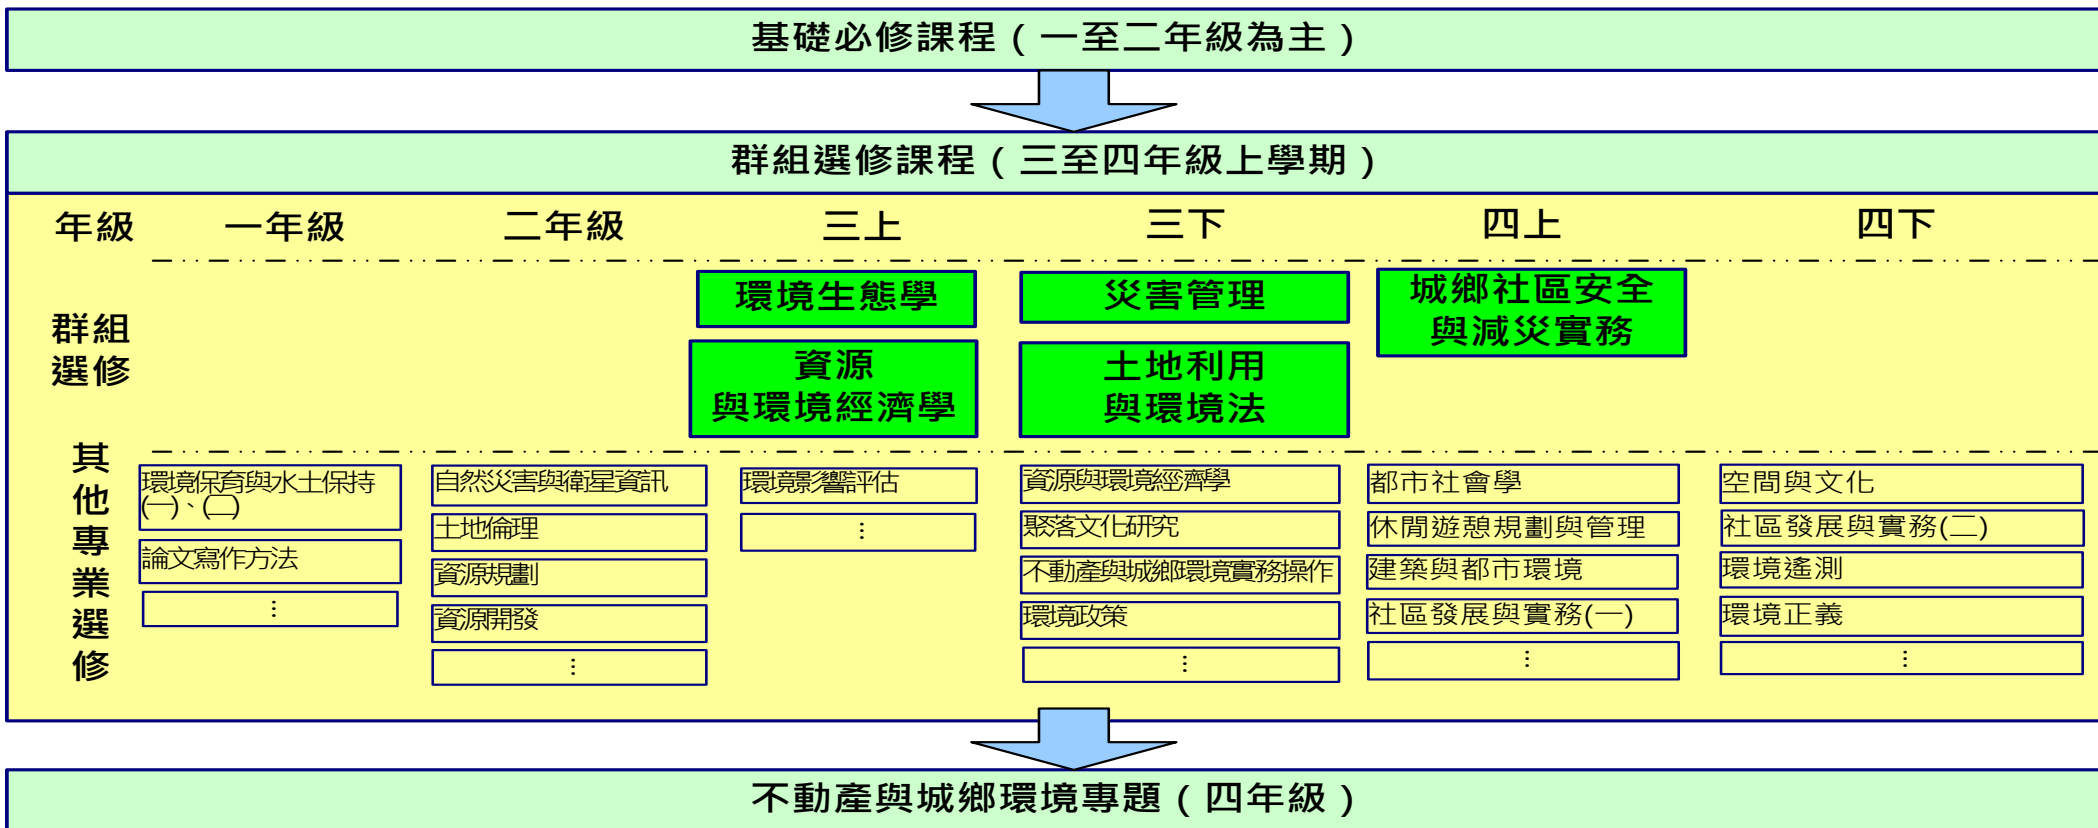 基礎必修課程（一至二年級為主）
群組選修課程（三至四年級上學期）
年級 一年級 二年級 三上 三下 四上 四下
群組
選修
環境生態學
資源
與環境經濟學
災害管理
土地利用
與環境法
城鄉社區安全
與減災實務
其他專業選修
環境保育與水土保持
(一)、(二)
論文寫作方法
⋮
自然災害與衛星資訊
土地倫理
資源規劃
資源開發
⋮
環境影響評估
⋮
資源與環境經濟學
聚落文化研究
不動產與城鄉環境實務操作
環境政策
⋮
都市社會學
休閒遊憩規劃與管理
建築與都市環境
社區發展與實務(一)
⋮
空間與文化
社區發展與實務(二)
環境遙測
環境正義
⋮
不動產與城鄉環境專題（四年級）